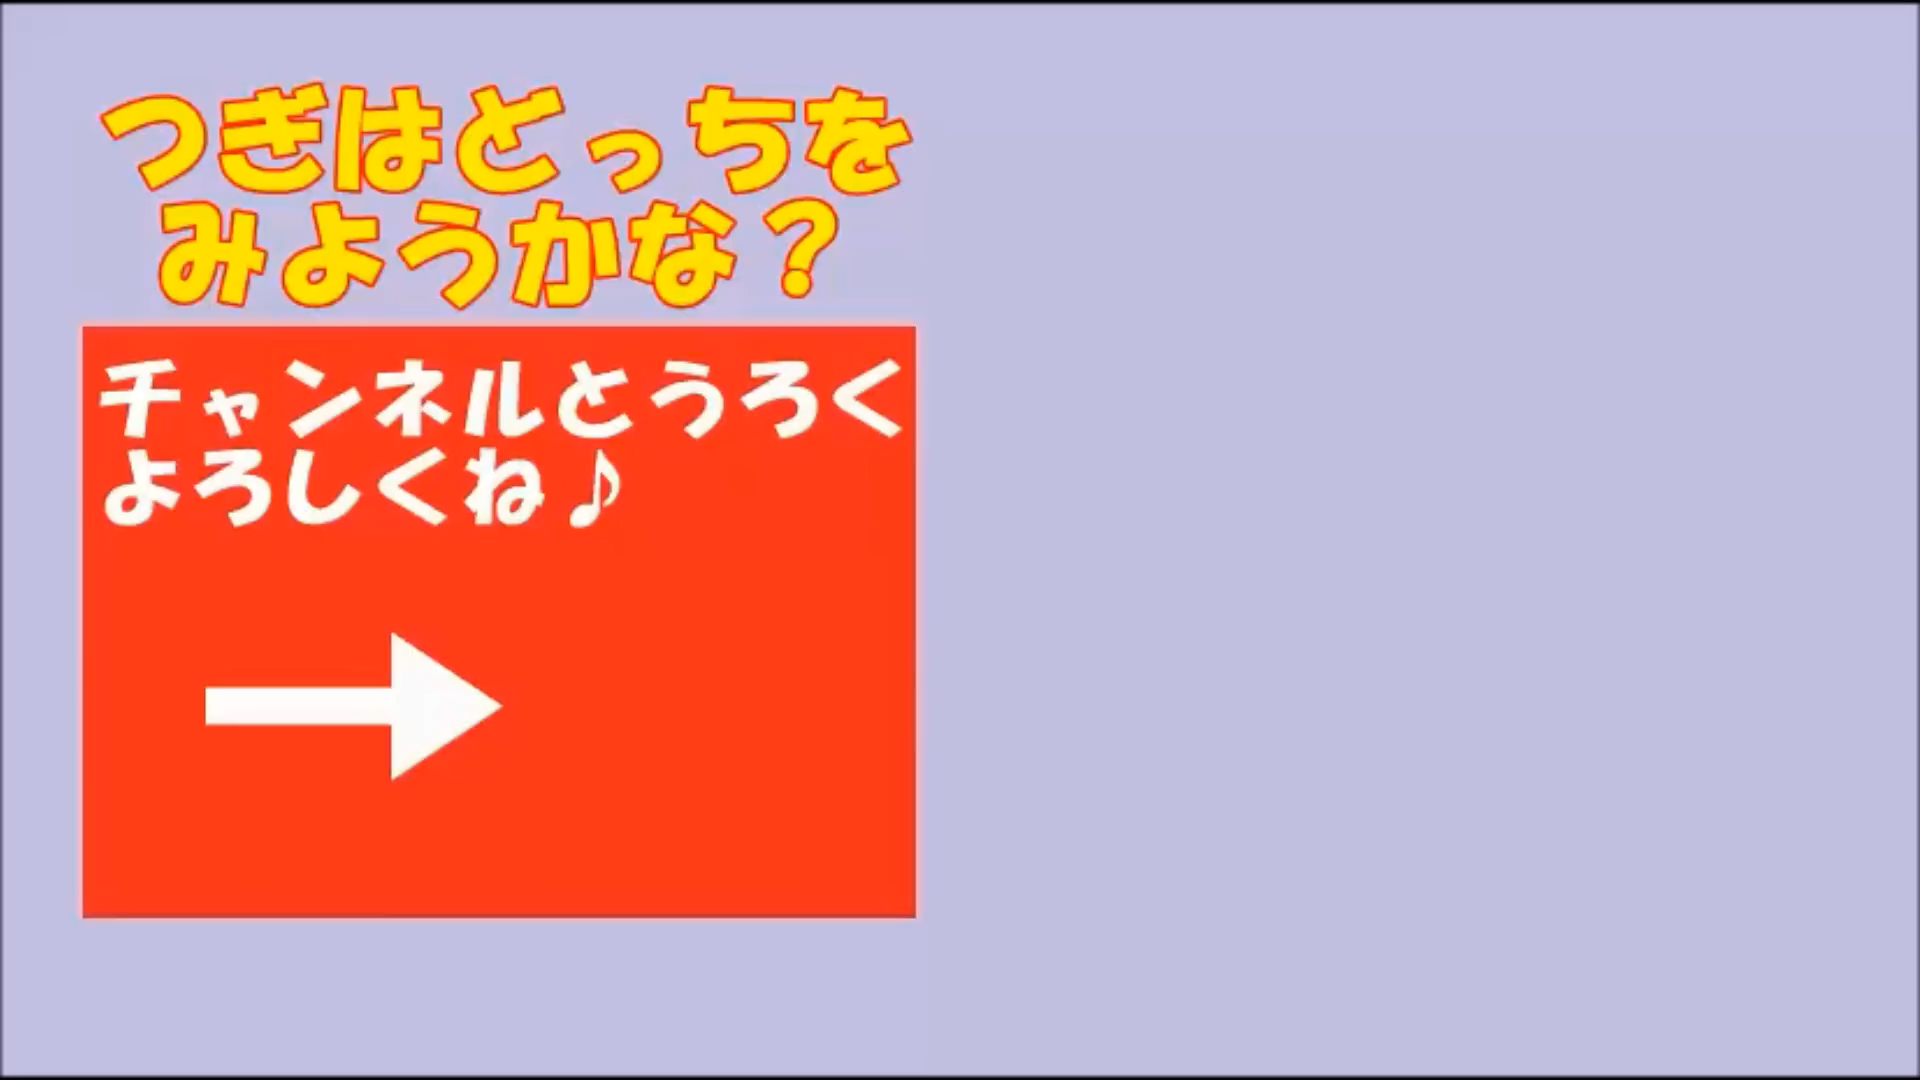 つぎはどっちを
みようかな？
チャンネルとうろく
よろしくね♪